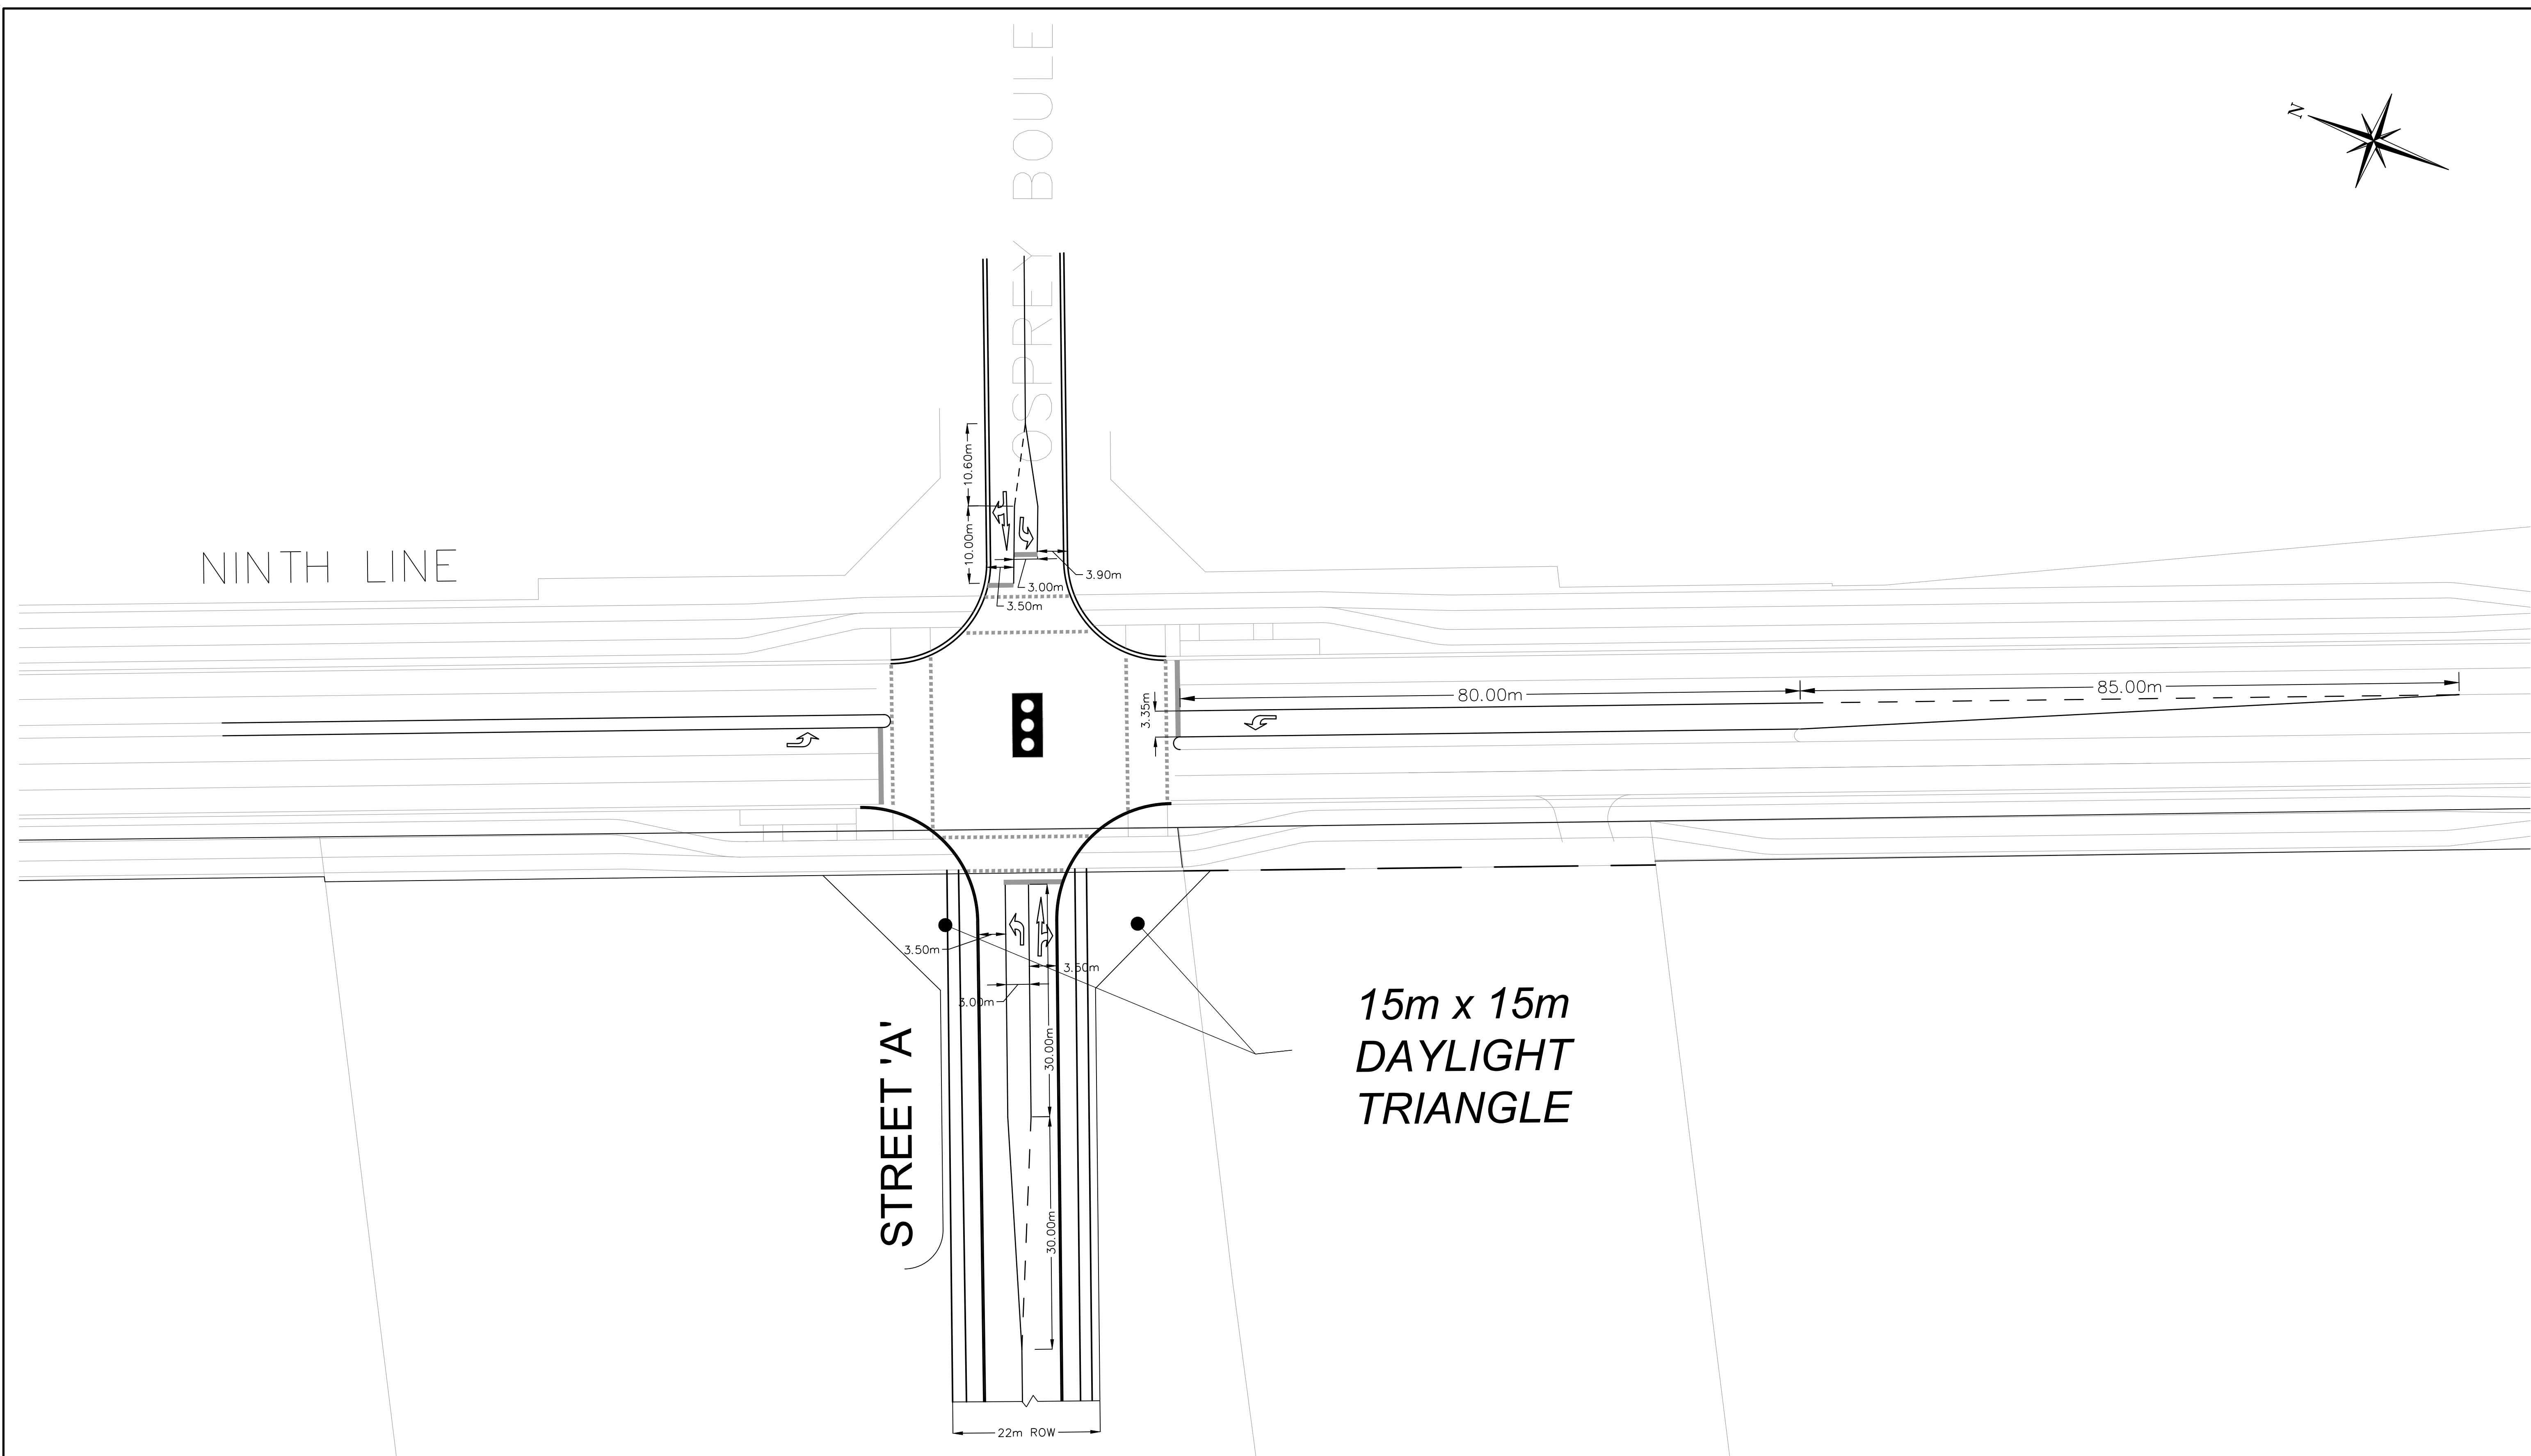 OSPREY BOULE
N
10.60m
NINTH LINE
10.00m
3.90m
3.00m
3.50m
80.00m
85.00m
3.35m
3.50m
3.50m
3.00m
15m x 15m
DAYLIGHT
TRIANGLE
STREET 'A'
30.00m
30.00m
22m ROW